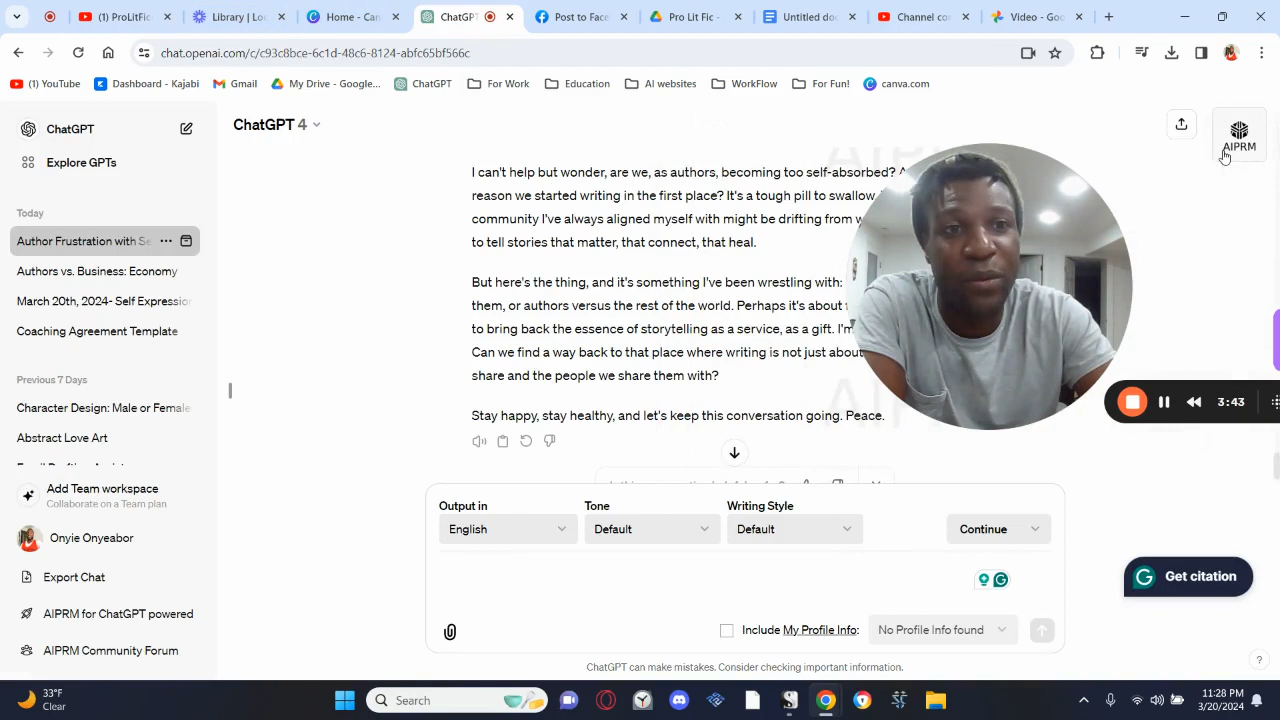 (1) ProLitFic
Library | Loo
Home - Can
ChatGPT
Post to Face
Pro Lit Fic -
Untitled doc
Channel co
Video - Goo
chat.openai.com/c/c93c8bce-6c1d-48c6-8124-abfc65bf566c
(1) YouTube
Dashboard - Kajabi
Gmail
My Drive - Google...
ChatGPT
For Work
Education
AI websites
WorkFlow
For Fun!
canva.com
ChatGPT
Explore GPTs
Today
Author Frustration with Se
Authors vs. Business: Economy
March 20th, 2024- Self Expression
Coaching Agreement Template
Previous 7 Days
Character Design: Male or Female
Abstract Love Art
Add Team workspace
Collaborate on a Team plan
Onyie Onyeabor
Export Chat
AIPRM for ChatGPT powered
AIPRM Community Forum
ChatGPT 4
AIPRM
I can't help but wonder, are we, as authors, becoming too self-absorbed?
reason we started writing in the first place? It's a tough pill to swallow,
community I've always aligned myself with might be drifting from
to tell stories that matter, that connect, that heal.
But here's the thing, and it's something I've been wrestling with:
them, or authors versus the rest of the world. Perhaps it's about
to bring back the essence of storytelling as a service, as a gift. I'm
Can we find a way back to that place where writing is not just about
share and the people we share them with?
Stay happy, stay healthy, and let's keep this conversation going. Peace.
3:43
Output in
Tone
Writing Style
English
Default
Default
Continue
Get citation
Include My Profile Info:
No Profile Info found
ChatGPT can make mistakes. Consider checking important information.
?
33°F
Clear
Search
11:28 PM
3/20/2024